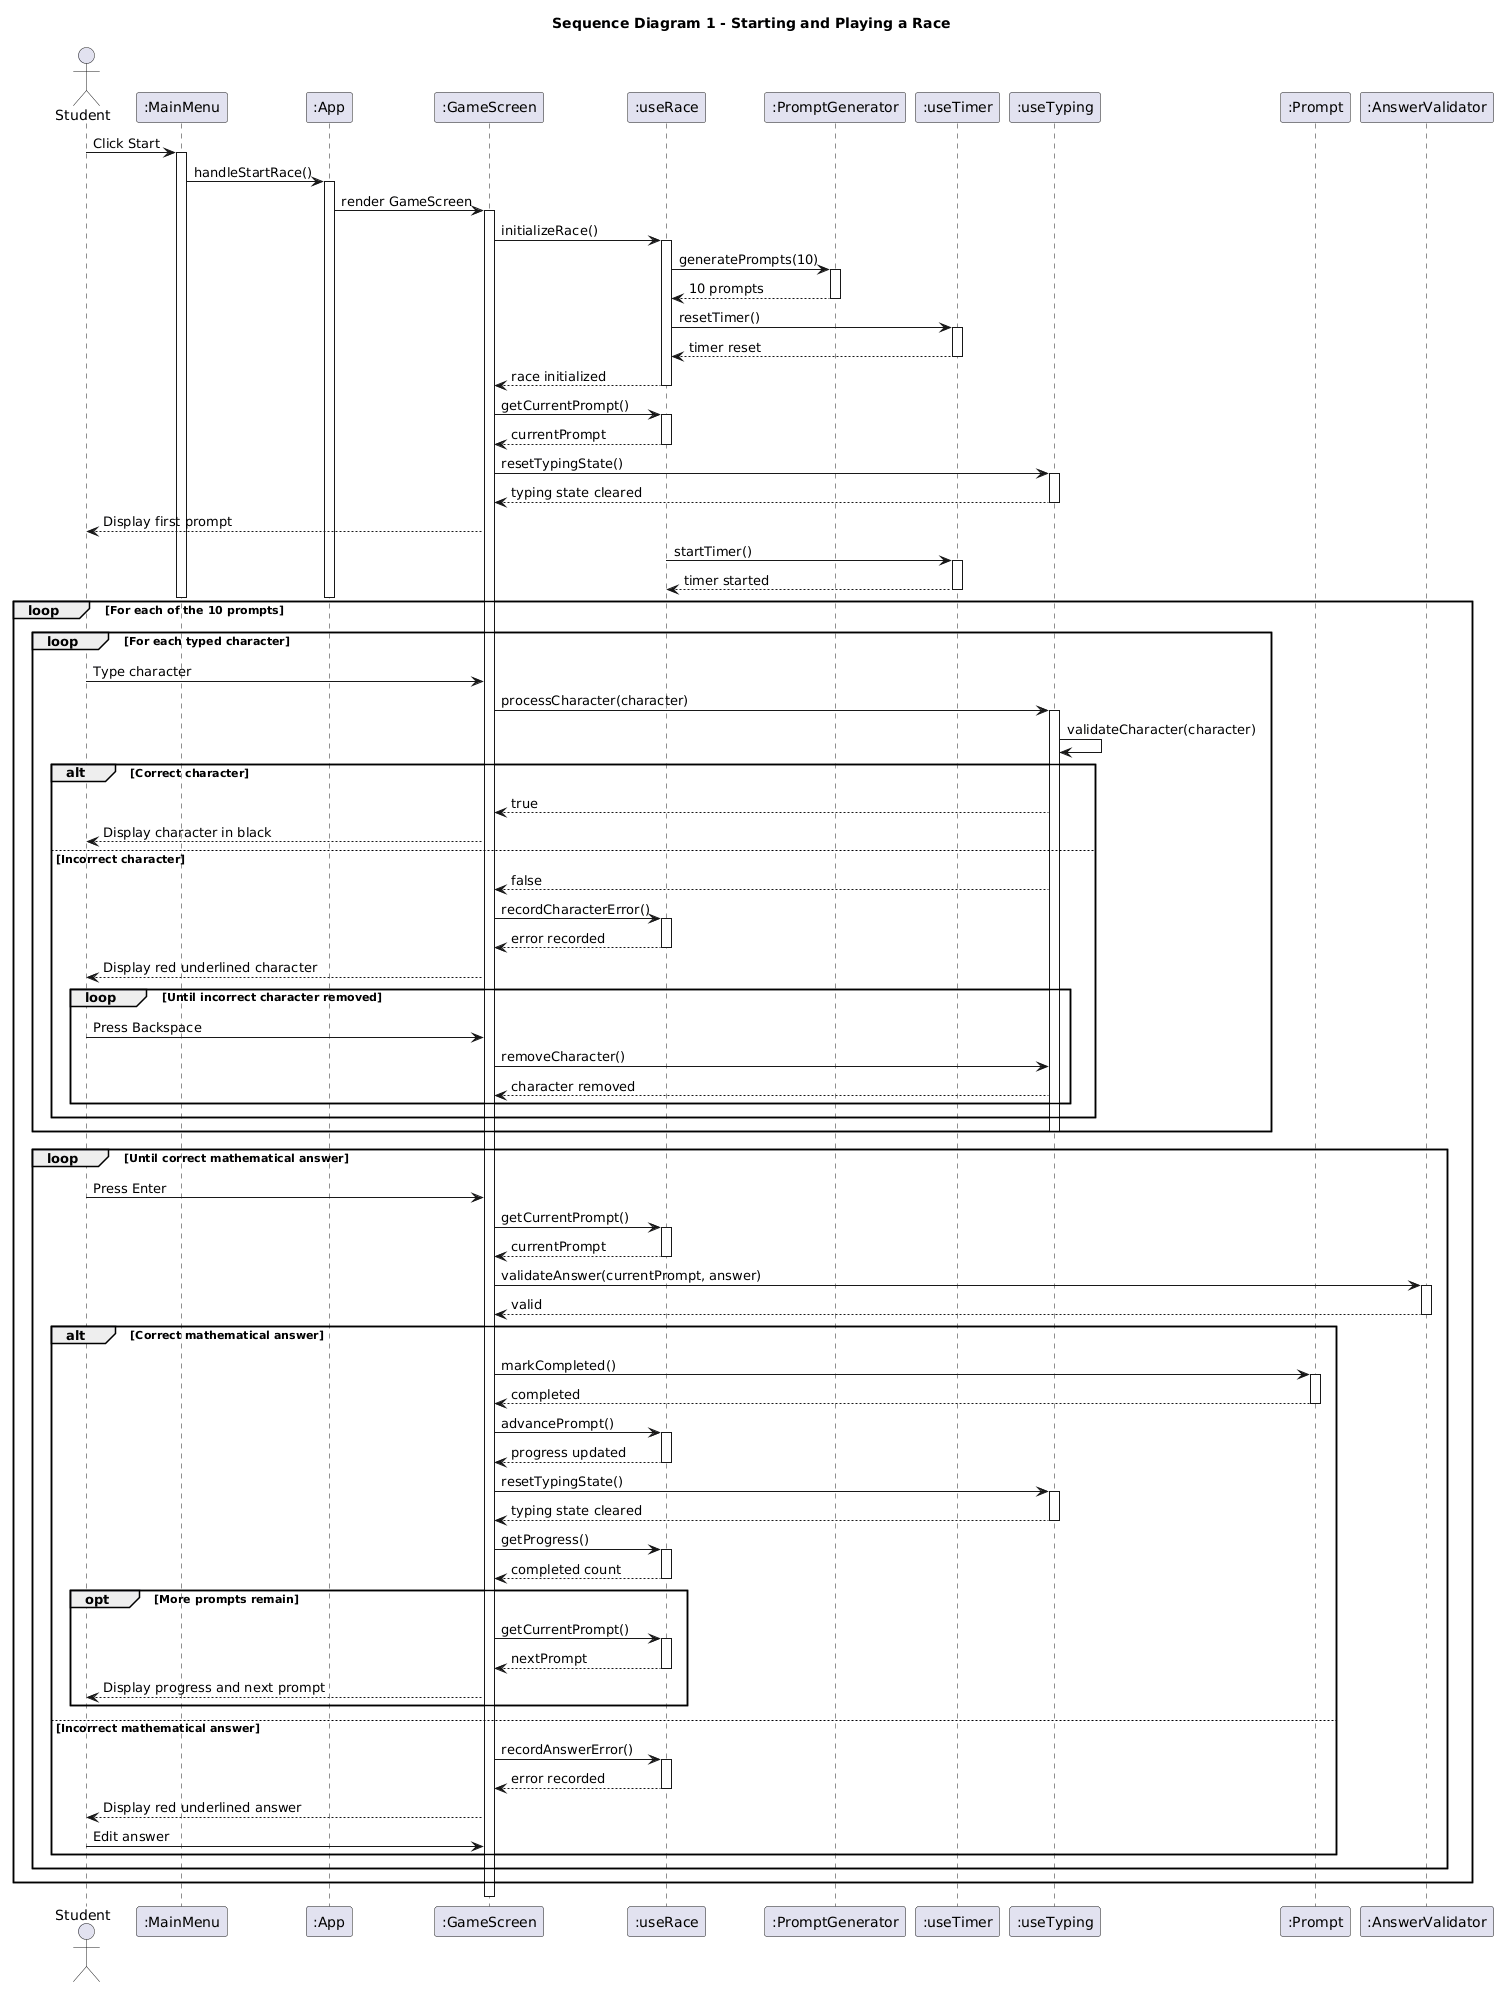 Sequence Diagram 1 - Starting and Playing a Race
Student
:MainMenu
:App
:GameScreen
:useRace
:PromptGenerator
:useTimer
:useTyping
:Prompt
:AnswerValidator
Click Start
handleStartRace()
render GameScreen
initializeRace()
generatePrompts(10)
10 prompts
resetTimer()
timer reset
race initialized
getCurrentPrompt()
currentPrompt
resetTypingState()
typing state cleared
Display first prompt
startTimer()
timer started
loop [For each of the 10 prompts]
loop [For each typed character]
Type character
processCharacter(character)
validateCharacter(character)
alt [Correct character]
true
Display character in black
[Incorrect character]
false
recordCharacterError()
error recorded
Display red underlined character
loop [Until incorrect character removed]
Press Backspace
removeCharacter()
character removed
loop [Until correct mathematical answer]
Press Enter
getCurrentPrompt()
currentPrompt
validateAnswer(currentPrompt, answer)
valid
alt [Correct mathematical answer]
markCompleted()
completed
advancePrompt()
progress updated
resetTypingState()
typing state cleared
getProgress()
completed count
opt [More prompts remain]
getCurrentPrompt()
nextPrompt
Display progress and next prompt
[Incorrect mathematical answer]
recordAnswerError()
error recorded
Display red underlined answer
Edit answer
Student
:MainMenu
:App
:GameScreen
:useRace
:PromptGenerator
:useTimer
:useTyping
:Prompt
:AnswerValidator